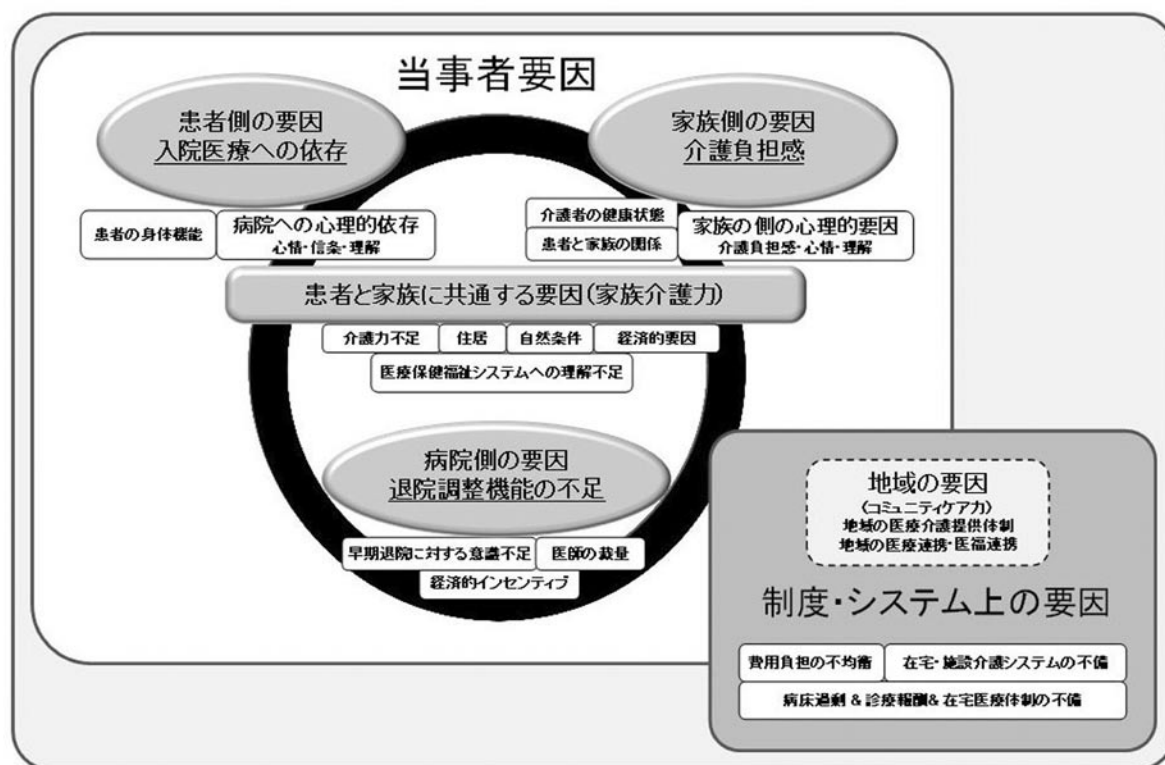 当事者要因
患者側の要因
入院医療への依存
家族側の要因
介護負担感
患者の身体機能
病院への心理的依存
心情・信条・理解
介護者の健康状態
患者と家族の関係
家族の側の心理的要因
介護負担感・心情・理解
患者と家族に共通する要因(家族介護力)
介護力不足
住居
自然条件
経済的要因
医療保健福祉システムへの理解不足
病院側の要因
退院調整機能の不足
早期退院に対する意識不足
医師の裁量
経済的インセンティブ
地域の要因
(コミュニティケア力)
地域の医療介護提供体制
地域の医療連携・医福連携
制度・システム上の要因
費用負担の不均衡
在宅・施設介護システムの不備
病床過剰 & 診療報酬& 在宅医療体制の不備